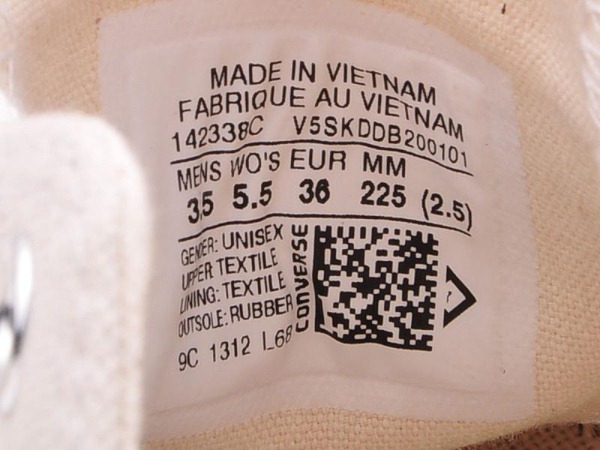 MADE IN VIETNAM
FABRIQUE AU VIETNAM
142338C V5SKDDB200101
MENS WO'S EUR MM
3,5 5.5 36 225 (2.5)
GENDER: UNISEX
UPPER: TEXTILE
LINING: TEXTILE
OUTSOLE: RUBBER
9C 1312 L68
CONVERSE